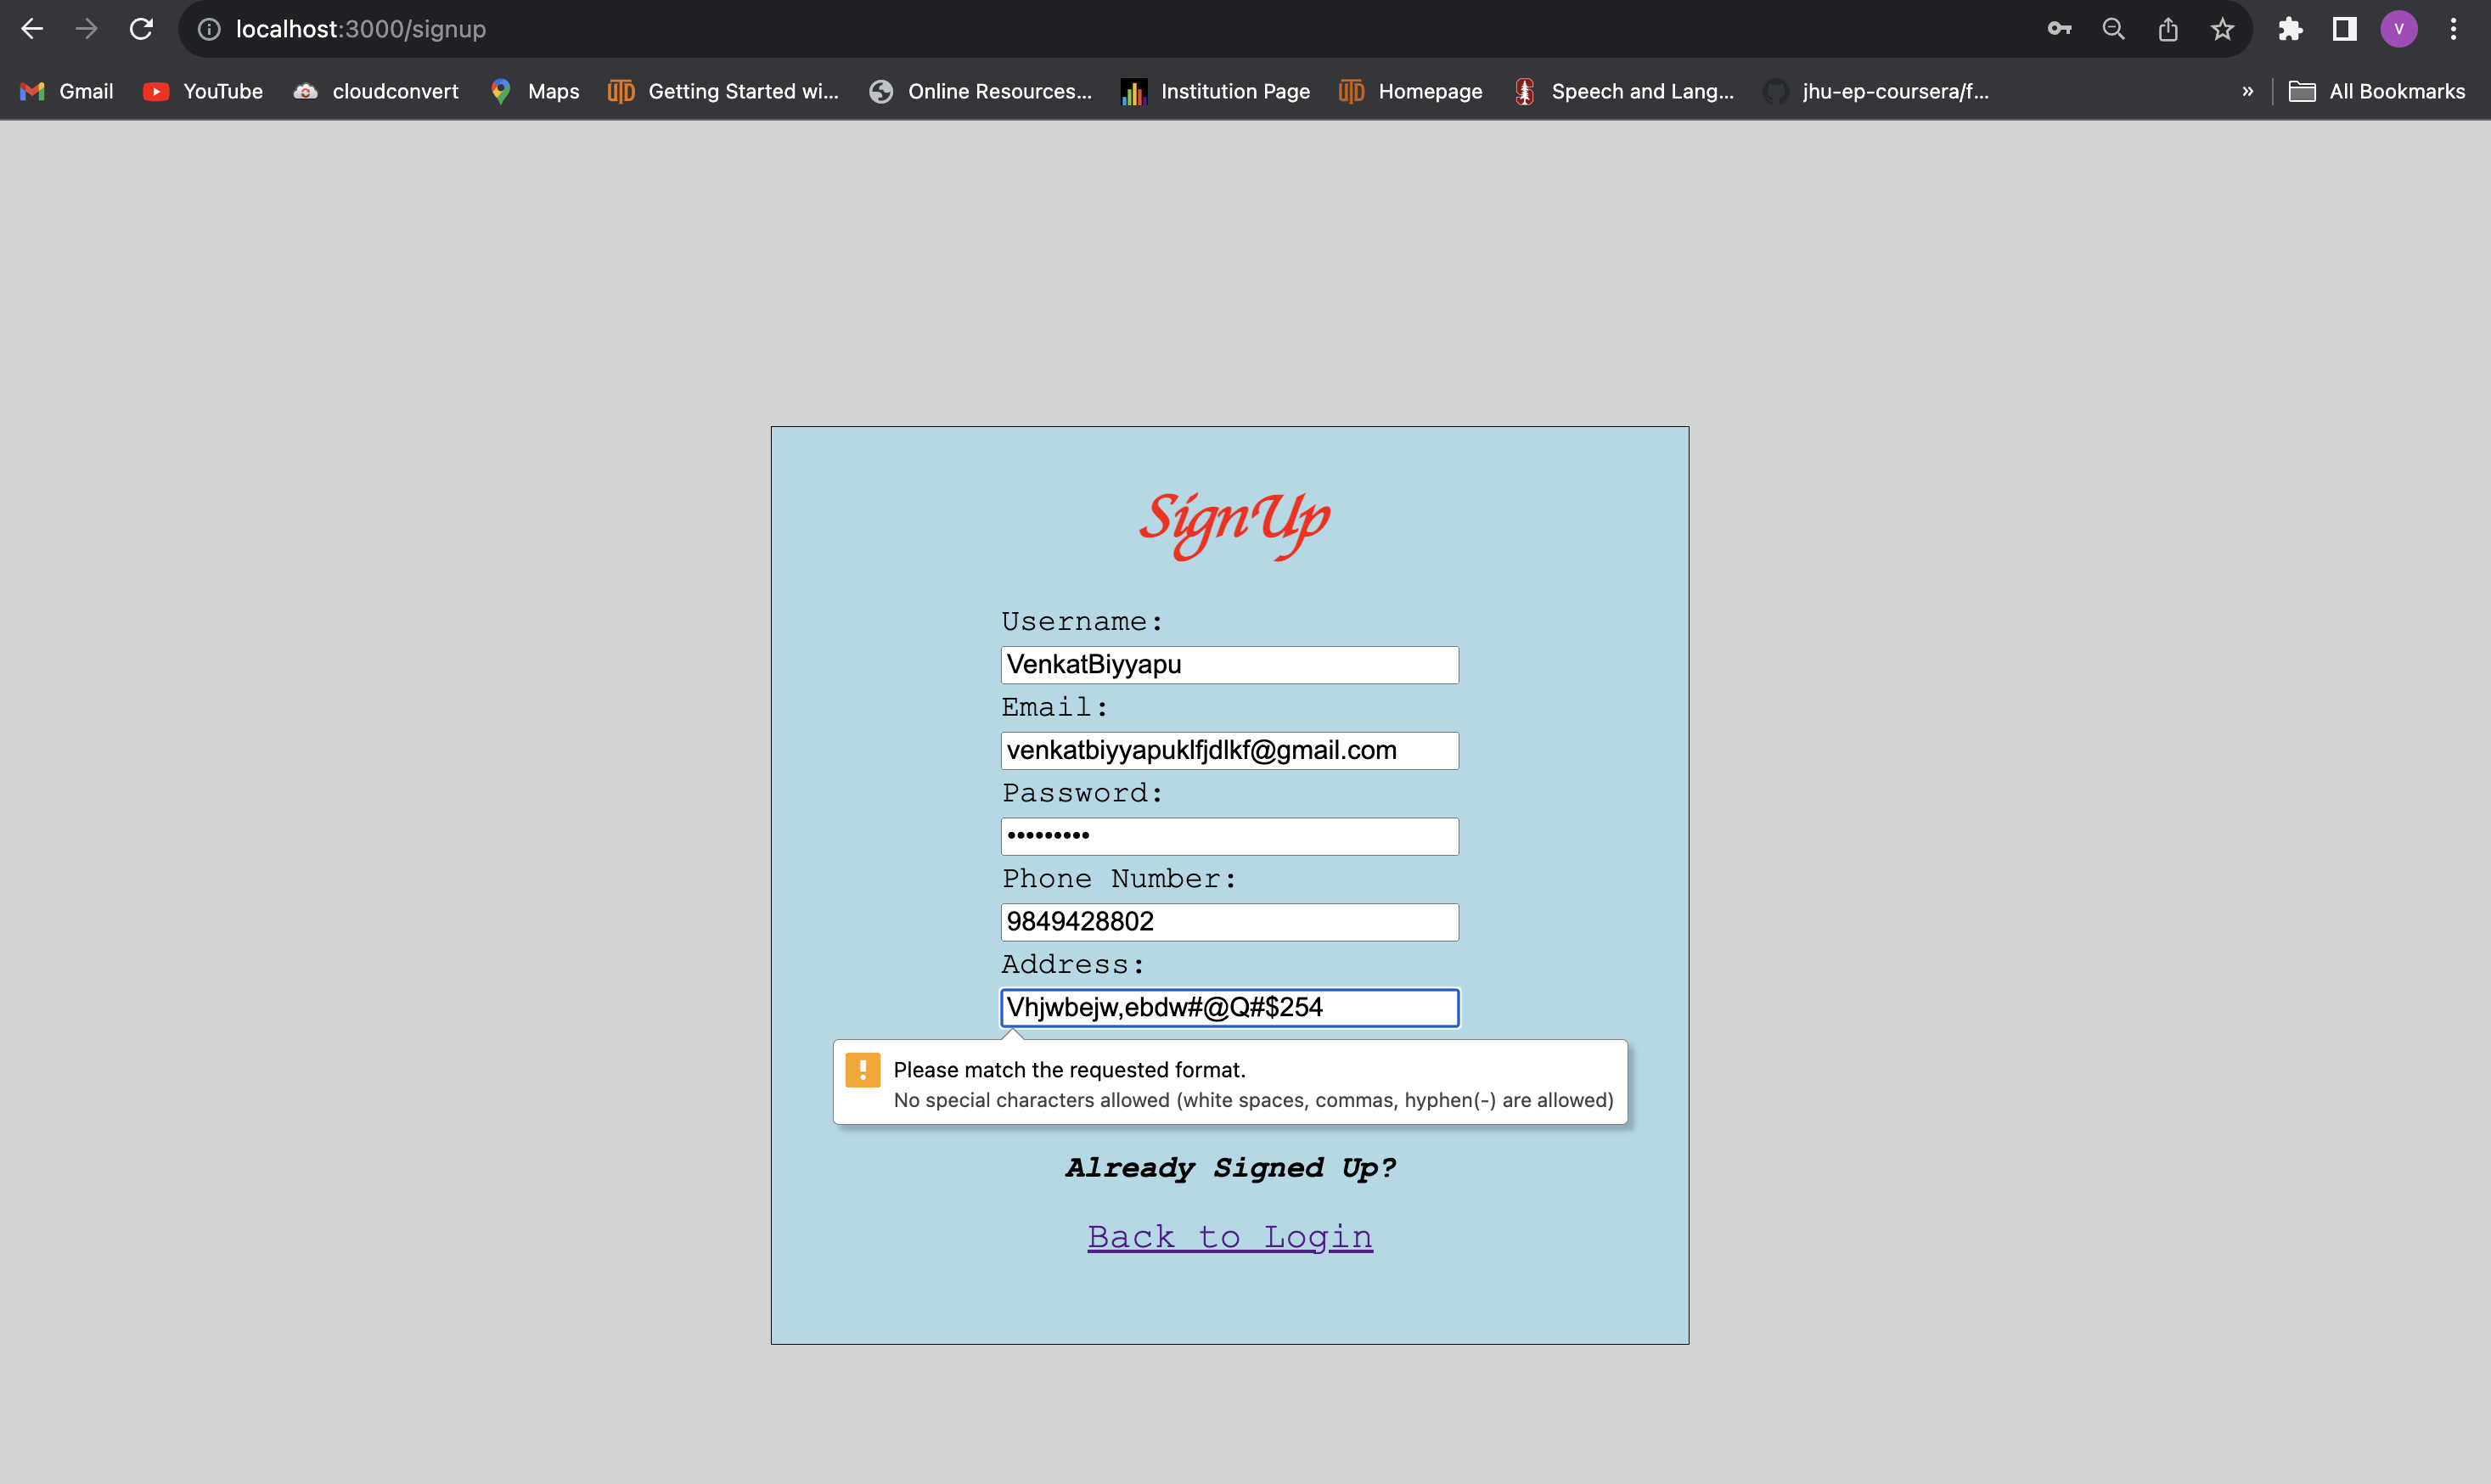 localhost:3000/signup
V
Gmail YouTube cloudconvert Maps UTD Getting Started wi... Online Resources... Institution Page UTD Homepage Speech and Lang... jhu-ep-coursera/f... » All Bookmarks
SignUp
Username:
VenkatBiyyapu
Email:
venkatbiyyapuklfjdlkf@gmail.com
Password:
•••••••••
Phone Number:
9849428802
Address:
Vhjwbejw,ebdw#@Q#$254
Please match the requested format.
No special characters allowed (white spaces, commas, hyphen(-) are allowed)
Already Signed Up?
Back to Login